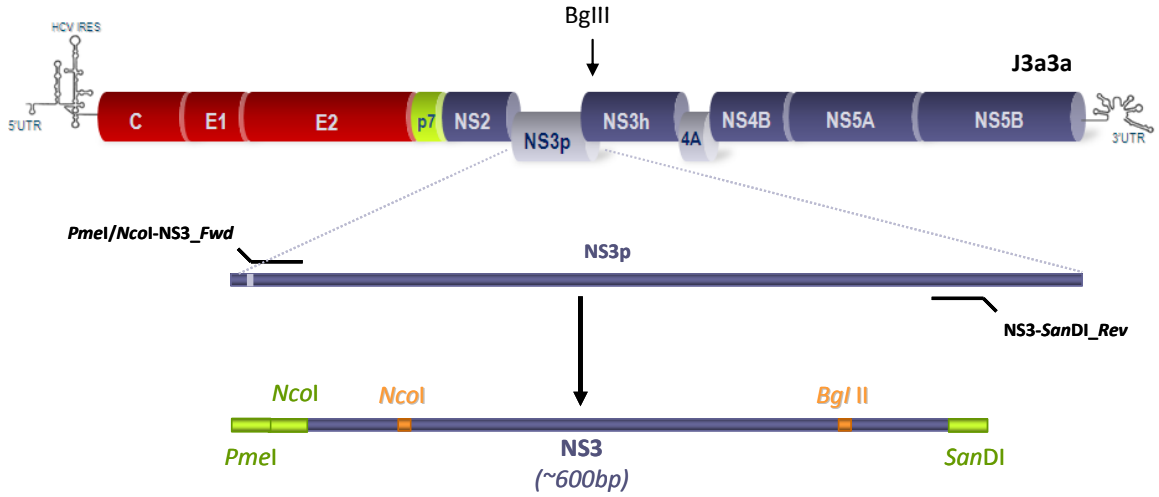 BglII
HCV IRES
J3a3a
5'UTR
C
E1
E2
p7
NS2
NS3p
NS3h
4A
NS4B
NS5A
NS5B
3'UTR
PmeI/NcoI-NS3_Fwd
NS3p
NS3-SanDI_Rev
NcoI
NcoI
BgI II
PmeI
NS3
(~600bp)
SanDI